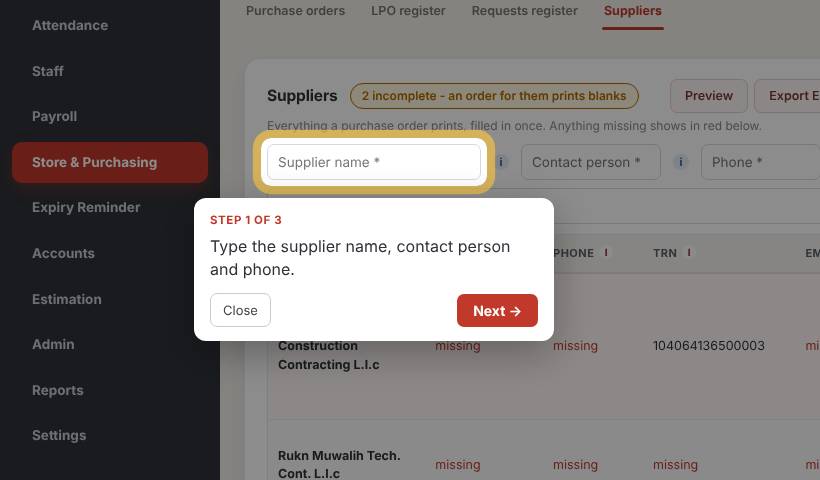 Attendance
Staff
Payroll
Store & Purchasing
Expiry Reminder
Accounts
Estimation
Admin
Reports
Settings
Purchase orders LPO register Requests register Suppliers
Suppliers 2 incomplete - an order for them prints blanks Preview Export E
Everything a purchase order prints, filled in once. Anything missing shows in red below.
Supplier name * i Contact person * i Phone *
STEP 1 OF 3
Type the supplier name, contact person
and phone.
Close Next →
PHONE i TRN i EM
Construction
Contracting L.l.c missing missing 104064136500003 mi
Rukn Muwalih Tech.
Cont. L.l.c missing missing missing mi